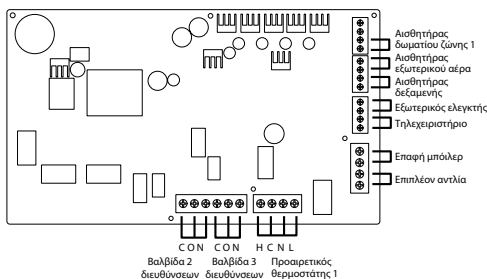 Αισθητήρας
δωματίου ζώνης 1
Αισθητήρας
εξωτερικού αέρα
Αισθητήρας
δεξαμενής
Εξωτερικός ελεγκτής
Τηλεχειριστήριο
Επαφή μπόιλερ
Επιπλέον αντλία
C O N C O N H C N L
Βαλβίδα 2 Βαλβίδα 3 Προαιρετικός
διευθύνσεων διευθύνσεων θερμοστάτης 1